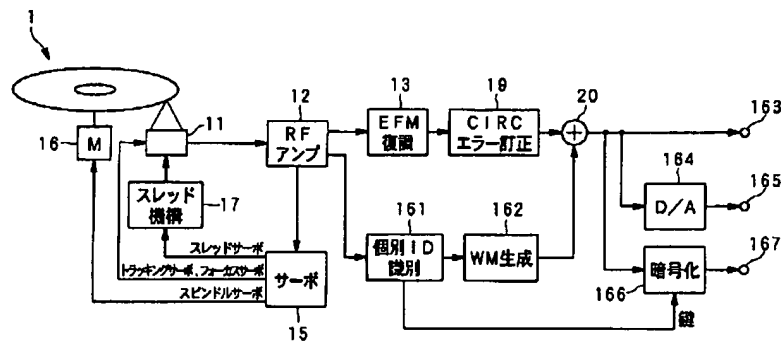 1
16
M
11
12
RF
アンプ
13
EFM
復調
19
CIRC
エラー訂正
20
163
164
D/A
165
スレッド
機構
17
161
個別ID
識別
162
WM生成
166
暗号化
167
鍵
スレッドサーボ
トラッキングサーボ、フォーカスサーボ
スピンドルサーボ
サーボ
15